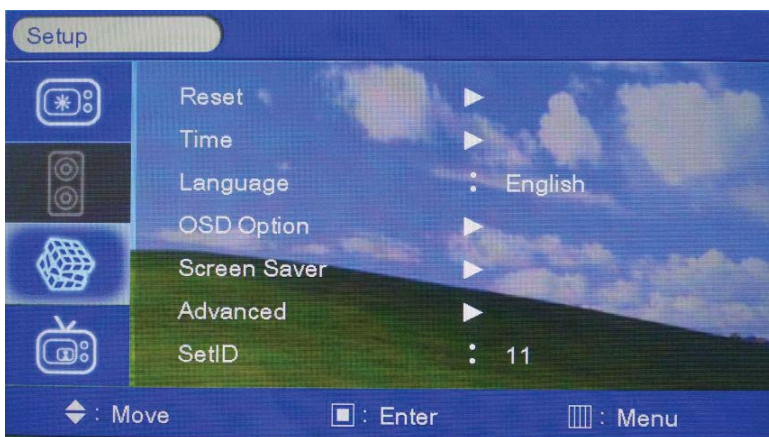 Setup
Reset
Time
Language : English
OSD Option
Screen Saver
Advanced
SetID : 11
: Move : Enter : Menu